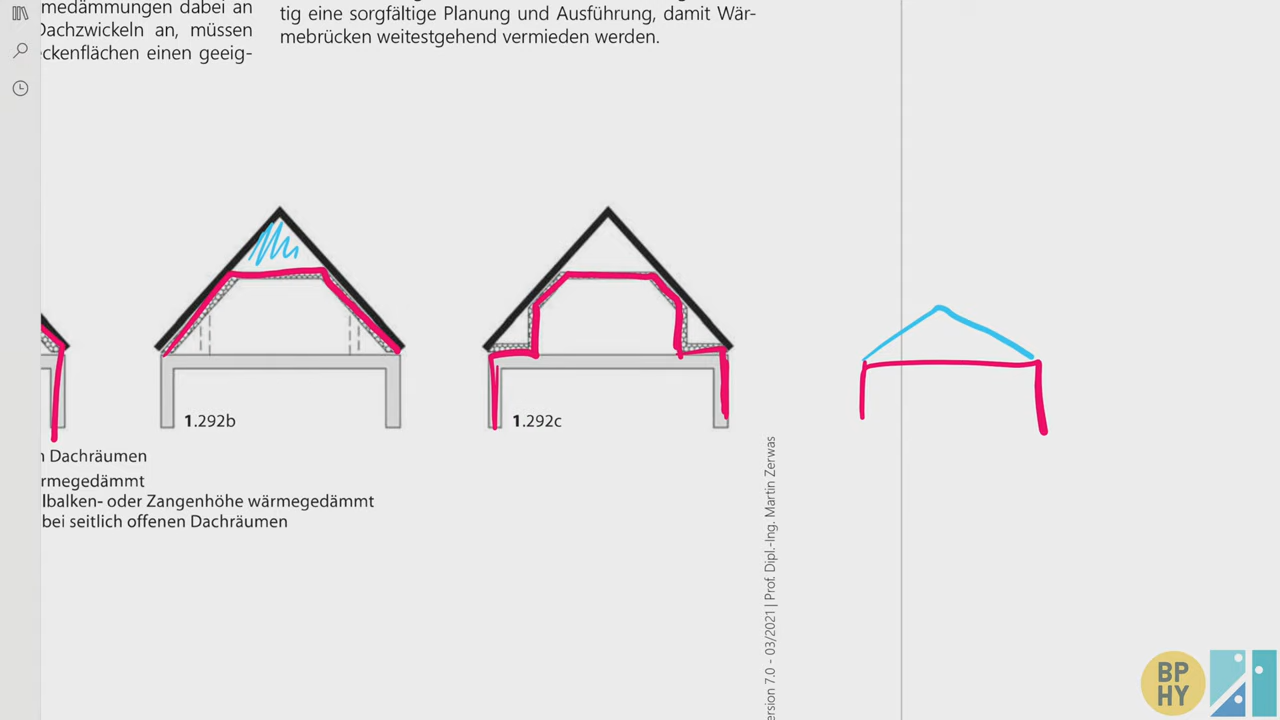 medämmungen dabei an
Dachzwickeln an, müssen
ckenflächen einen geeig-
tig eine sorgfältige Planung und Ausführung, damit Wär-
mebrücken weitestgehend vermieden werden.
1.292b
1.292c
n Dachräumen
rmegedämmt
lbalken- oder Zangenhöhe wärmegedämmt
bei seitlich offenen Dachräumen
ersion 7.0 - 03/2021 | Prof. Dipl.-Ing. Martin Zerwas
BP
HY